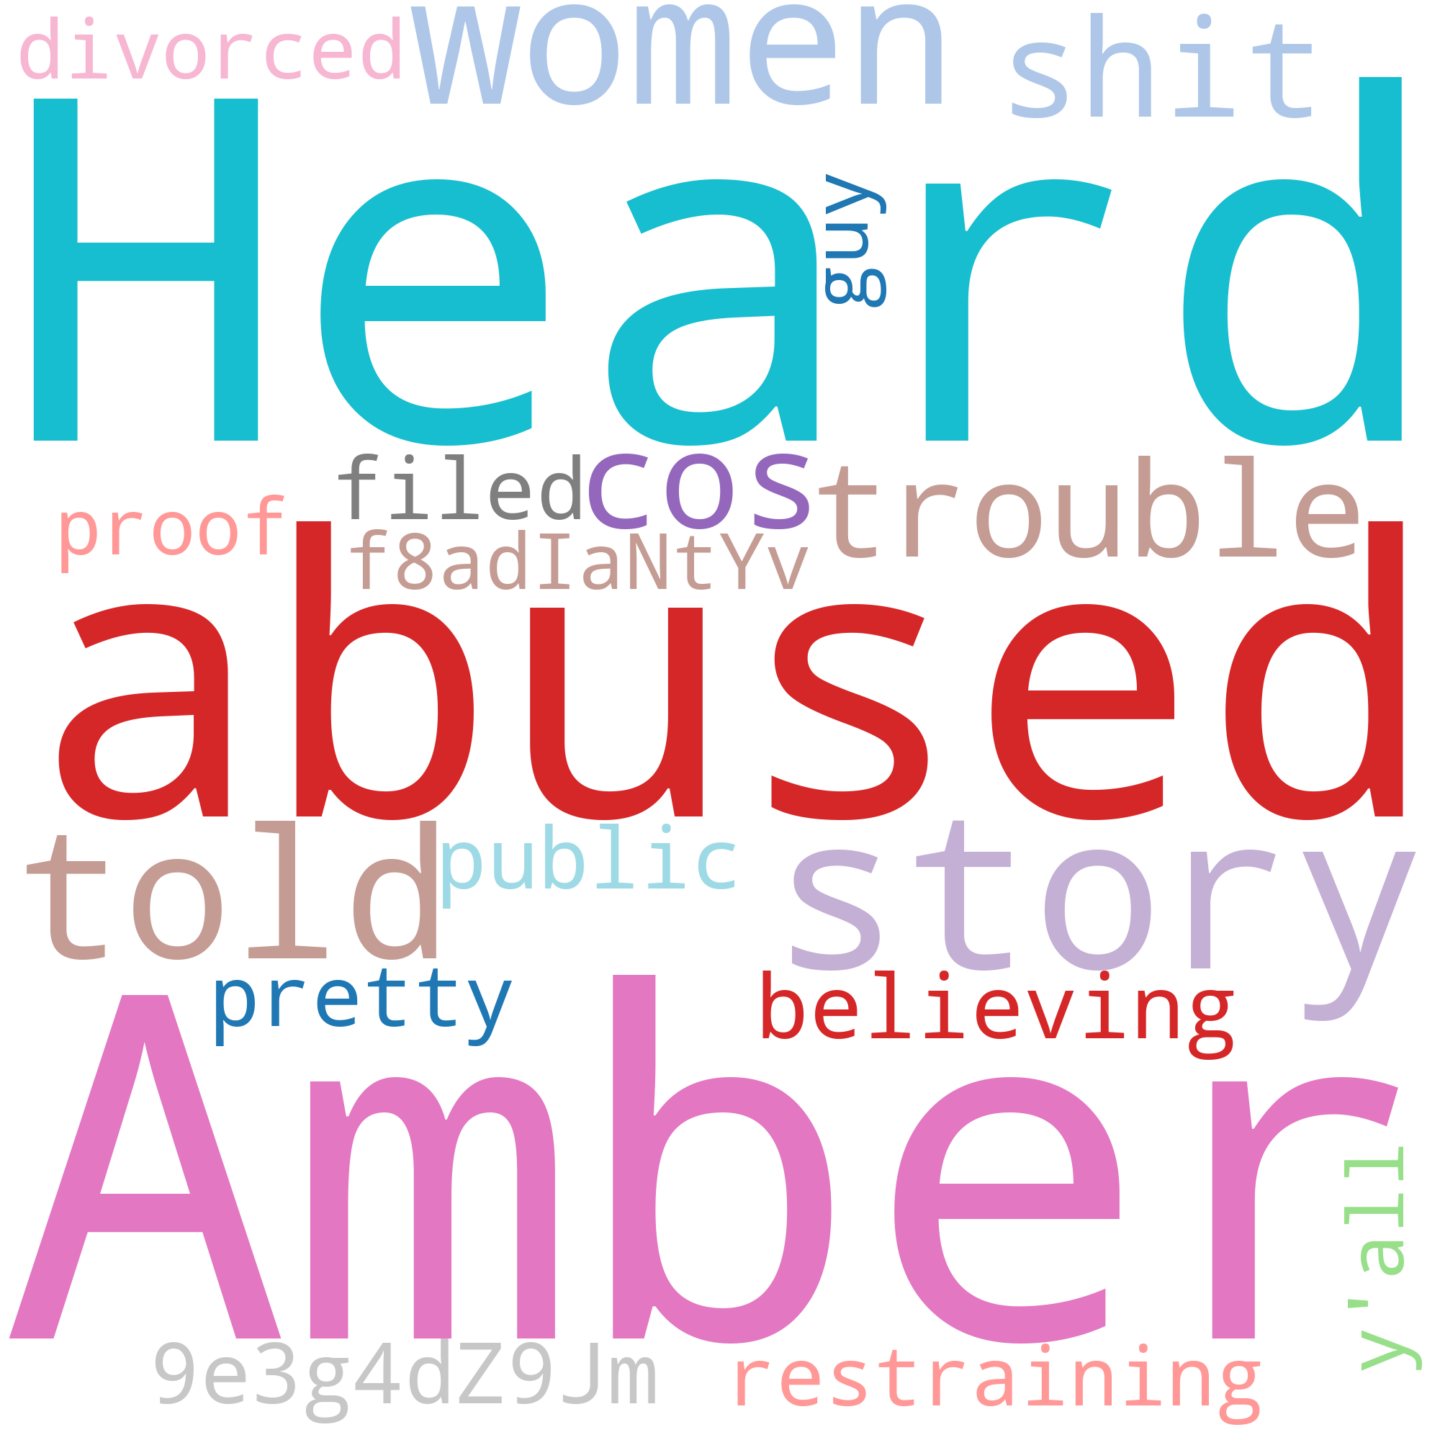 divorced women shit
Heard
guy
filed cos trouble
proof
f8adIaNtYv
abused
told public story
pretty believing
Amber
y'all
9e3g4dZ9Jm restraining